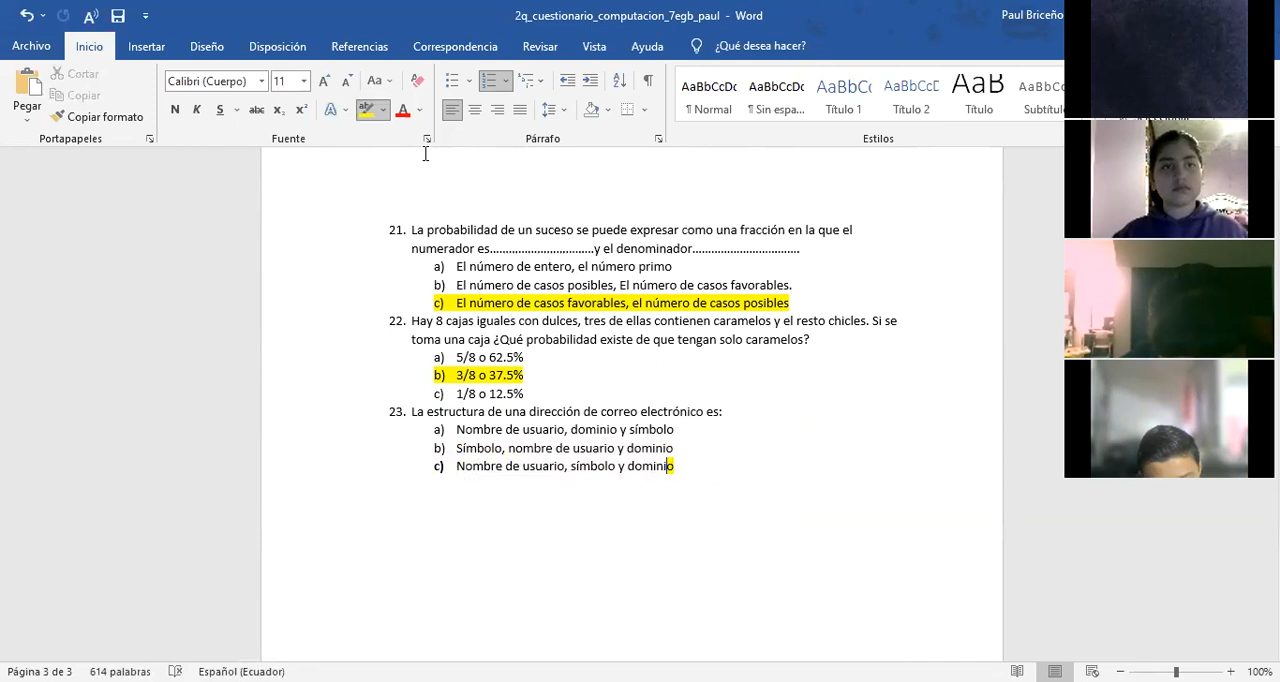 2q_cuestionario_computacion_7egb_paul - Word
Paul Briceño
Archivo Inicio Insertar Diseño Disposición Referencias Correspondencia Revisar Vista Ayuda ¿Qué desea hacer?
Pegar
Cortar
Copiar
Copiar formato
Portapapeles
Calibri (Cuerpo) 11
Aa
N K S abc x₂ x² A A
Fuente
Párrafo
AaBbCcDc AaBbCcDc AaBbCc AaBbCcE AaB AaBbCc
¶ Normal ¶ Sin espa... Título 1 Título 2 Título Subtítulo
Estilos
21. La probabilidad de un suceso se puede expresar como una fracción en la que el
numerador es.................................y el denominador.................................
a) El número de entero, el número primo
b) El número de casos posibles, El número de casos favorables.
c) El número de casos favorables, el número de casos posibles
22. Hay 8 cajas iguales con dulces, tres de ellas contienen caramelos y el resto chicles. Si se
toma una caja ¿Qué probabilidad existe de que tengan solo caramelos?
a) 5/8 o 62.5%
b) 3/8 o 37.5%
c) 1/8 o 12.5%
23. La estructura de una dirección de correo electrónico es:
a) Nombre de usuario, dominio y símbolo
b) Símbolo, nombre de usuario y dominio
c) Nombre de usuario, símbolo y dominio
Página 3 de 3 614 palabras Español (Ecuador) 100%